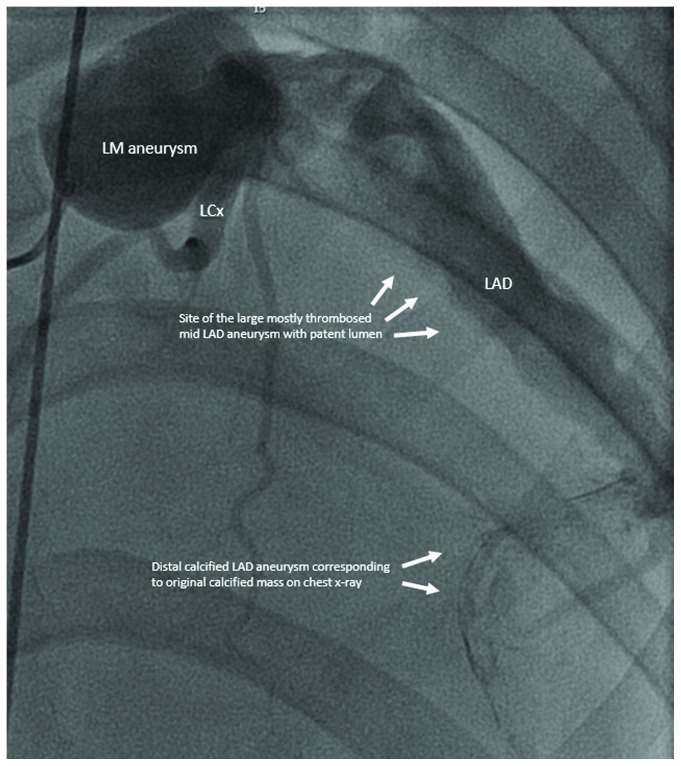 15
LM aneurysm
LCx
LAD
Site of the large mostly thrombosed
mid LAD aneurysm with patent lumen
Distal calcified LAD aneurysm corresponding
to original calcified mass on chest x-ray